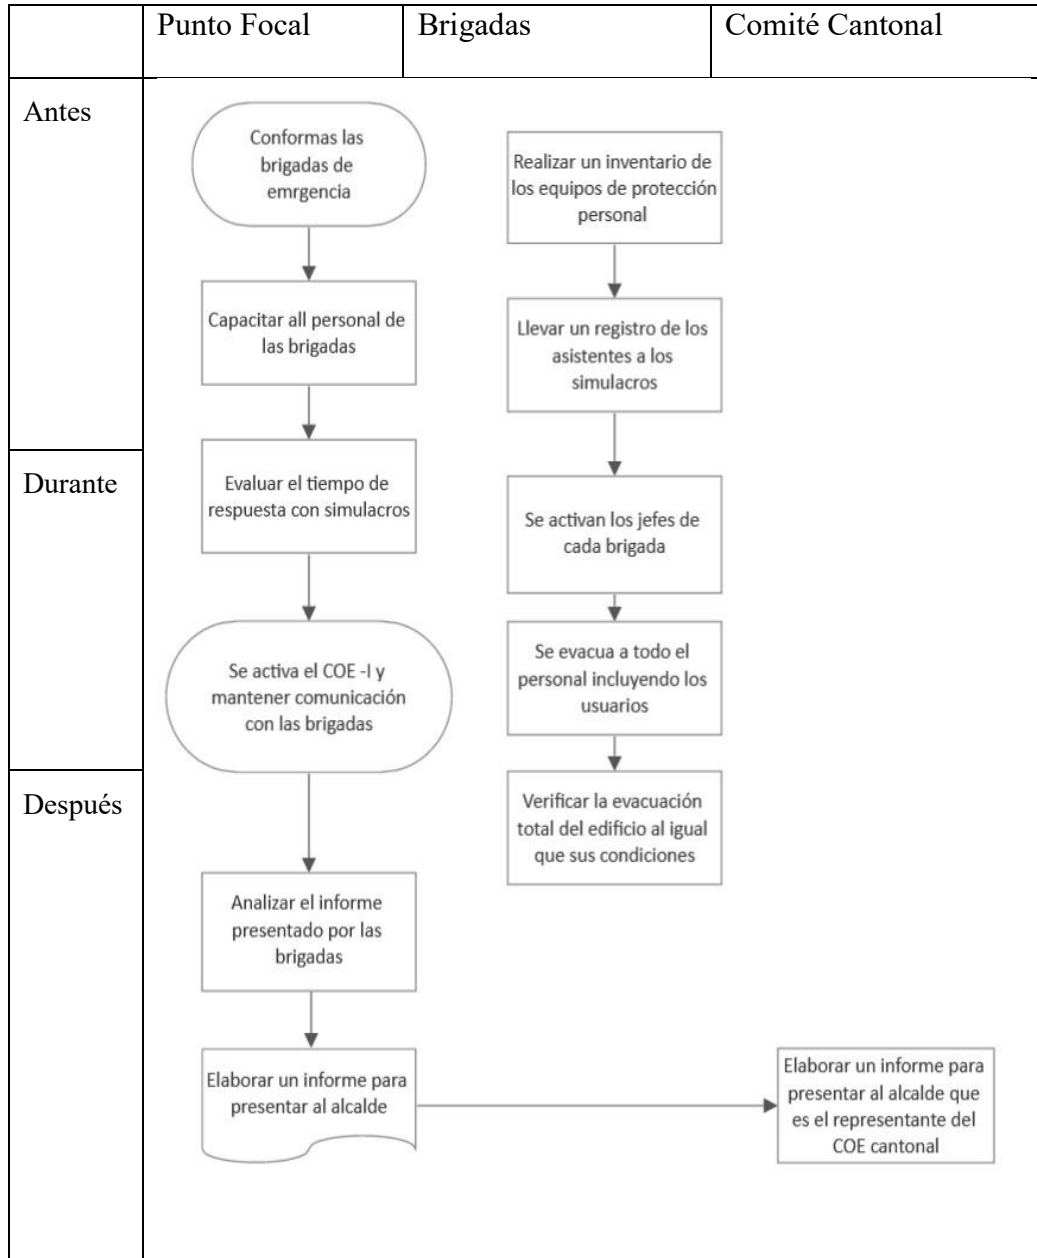 Punto Focal
Brigadas
Comité Cantonal
Antes
Conformas las
brigadas de
emrgencia
Capacitar all personal de
las brigadas
Realizar un inventario de
los equipos de protección
personal
Llevar un registro de los
asistentes a los
simulacros
Durante
Evaluar el tiempo de
respuesta con simulacros
Se activa el COE -I y
mantener comunicación
con las brigadas
Se activan los jefes de
cada brigada
Se evacua a todo el
personal incluyendo los
usuarios
Después
Verificar la evacuación
total del edificio al igual
que sus condiciones
Analizar el informe
presentado por las
brigadas
Elaborar un informe para
presentar al alcalde
Elaborar un informe para
presentar al alcalde que
es el representante del
COE cantonal